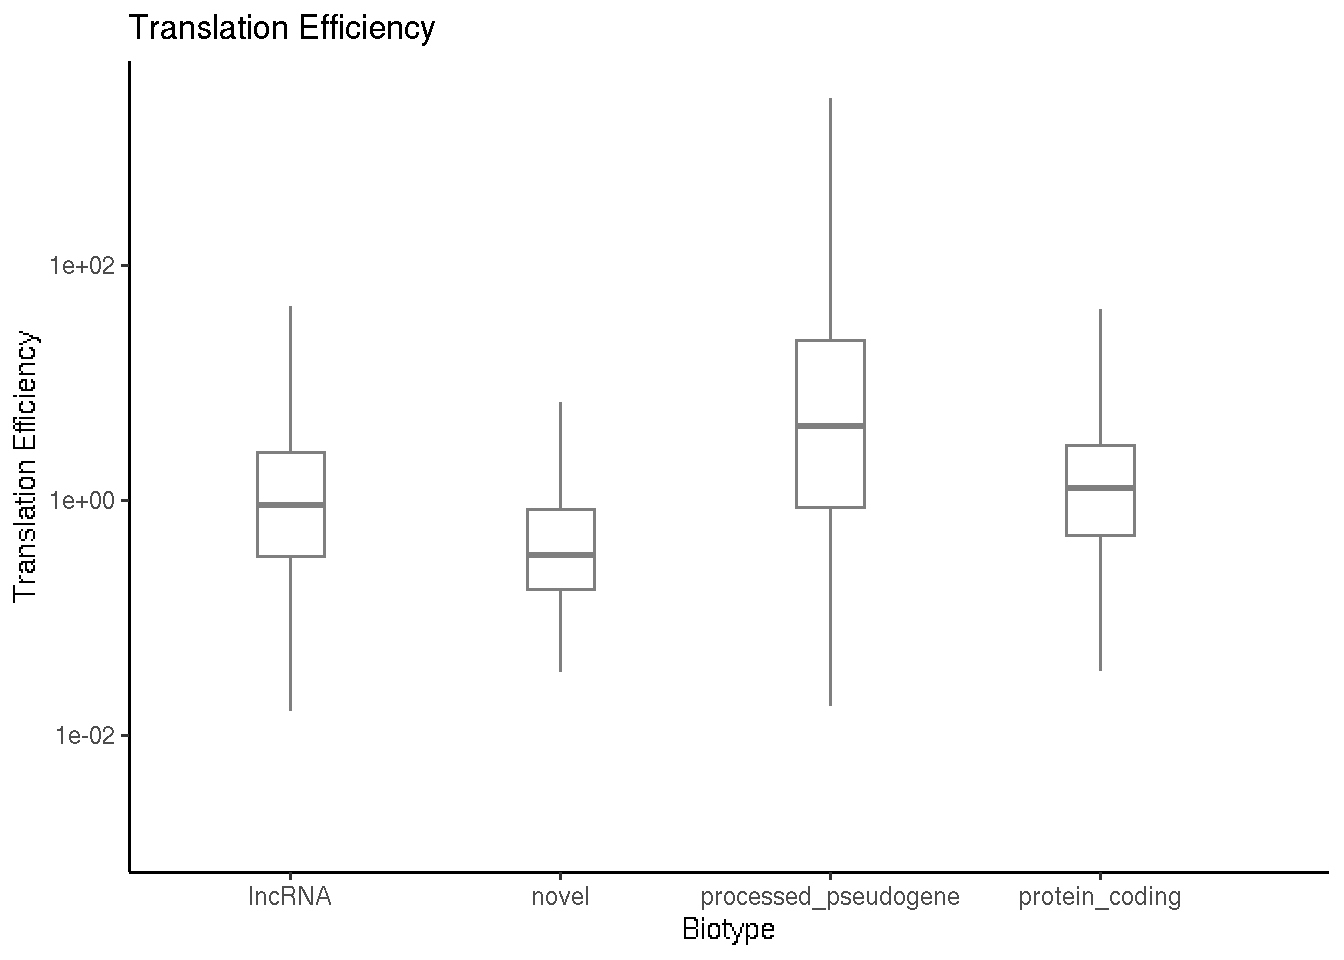 Translation Efficiency
Translation Efficiency
1e+02
1e+00
1e-02
lncRNA
novel
processed_pseudogene
protein_coding
Biotype